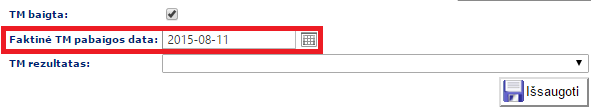 TM baigta:
Faktinė TM pabaigos data: 2015-08-11
TM rezultatas:
Išsaugoti